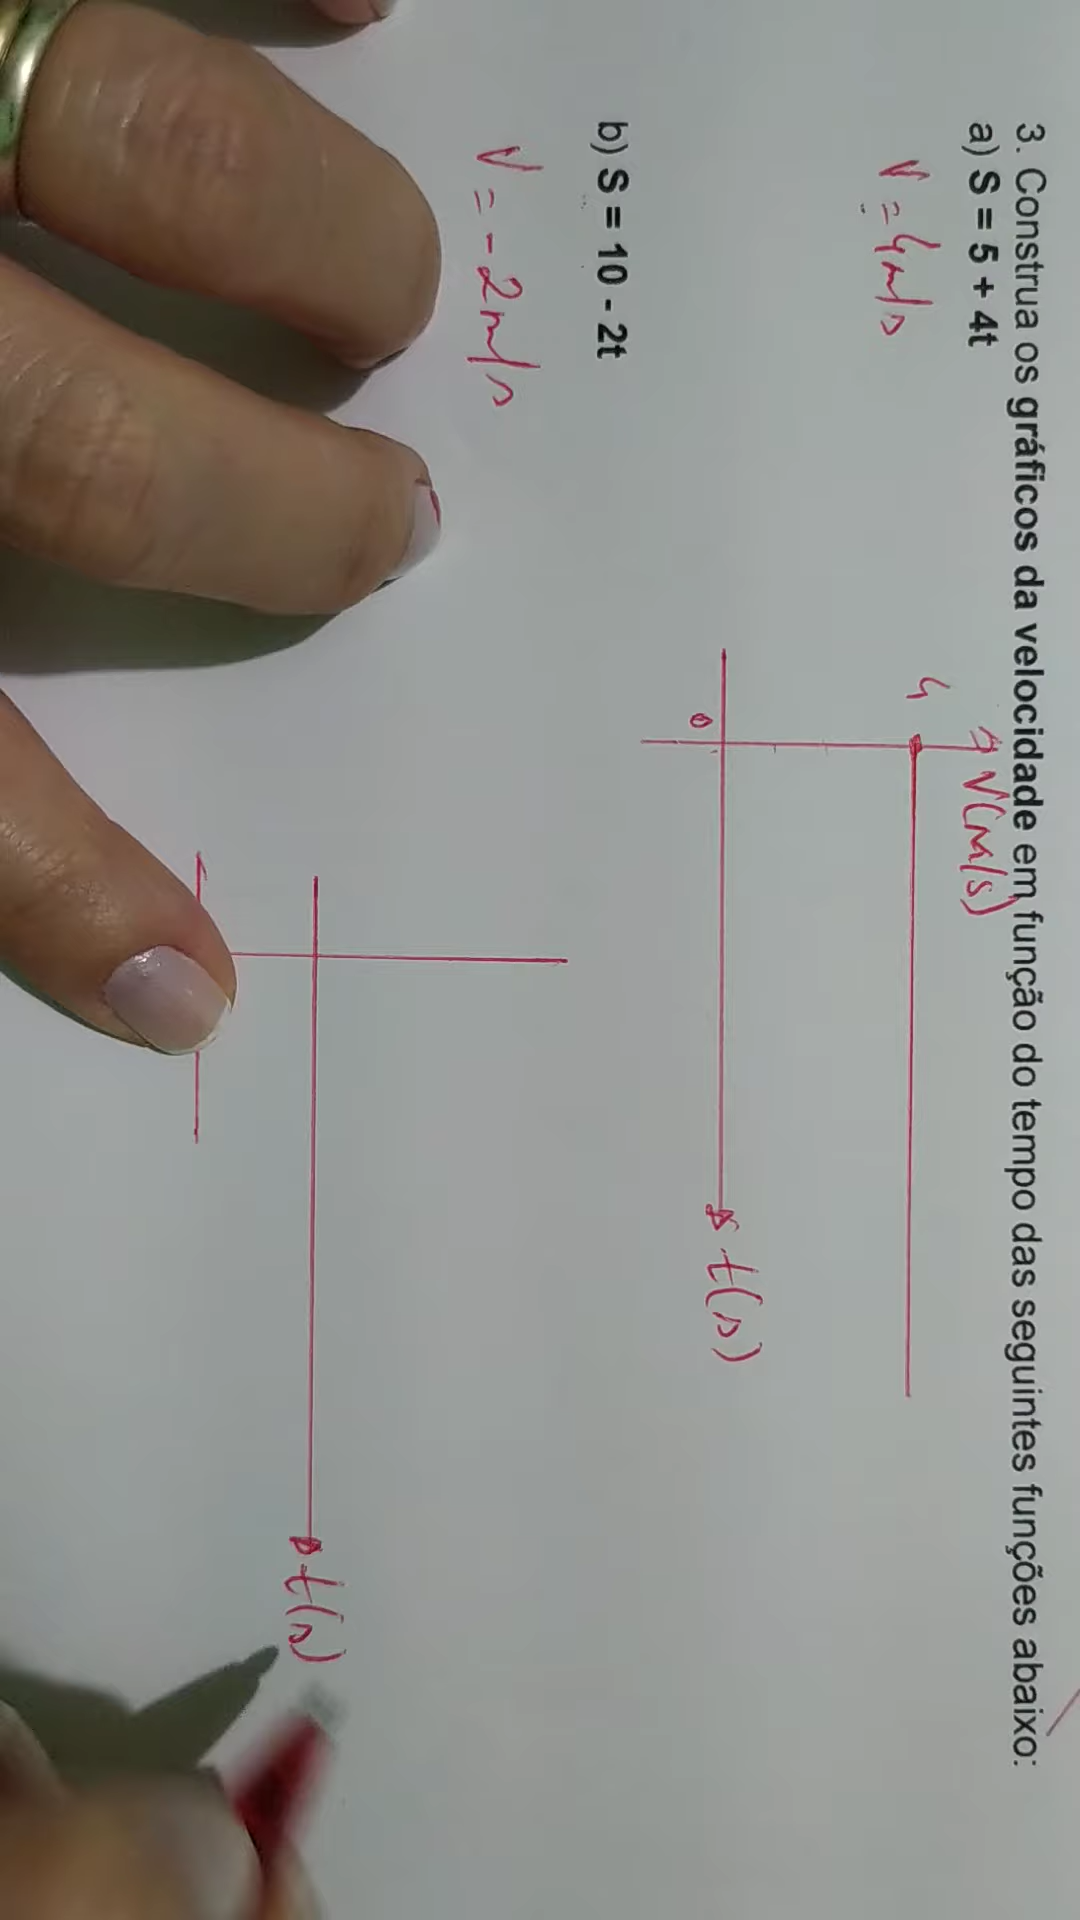 3. Construa os gráficos da velocidade em função do tempo das seguintes funções abaixo:
a) S = 5 + 4t
V = 4m/s
4
V(m/s)
0
t(s)
b) S = 10 - 2t
V = -2m/s
t(s)